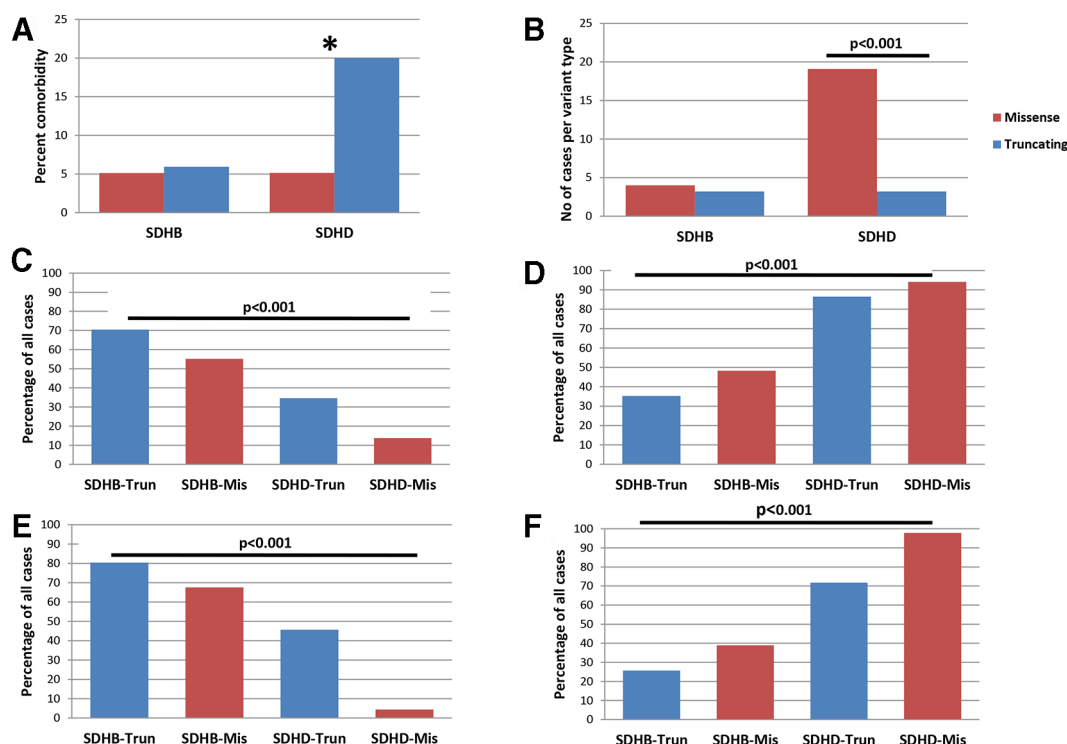 A
Percent comorbidity
25
20
15
10
5
0
*
SDHB
SDHD
B
No of cases per variant type
25
20
15
10
5
0
p<0.001
SDHB
SDHD
Missense
Truncating
C
Percentage of all cases
100
90
80
70
60
50
40
30
20
10
0
p<0.001
SDHB-Trun
SDHB-Mis
SDHD-Trun
SDHD-Mis
D
Percentage of all cases
100
90
80
70
60
50
40
30
20
10
0
p<0.001
SDHB-Trun
SDHB-Mis
SDHD-Trun
SDHD-Mis
E
Percentage of all cases
100
90
80
70
60
50
40
30
20
10
0
p<0.001
SDHB-Trun
SDHB-Mis
SDHD-Trun
SDHD-Mis
F
Percentage of all cases
100
90
80
70
60
50
40
30
20
10
0
p<0.001
SDHB-Trun
SDHB-Mis
SDHD-Trun
SDHD-Mis